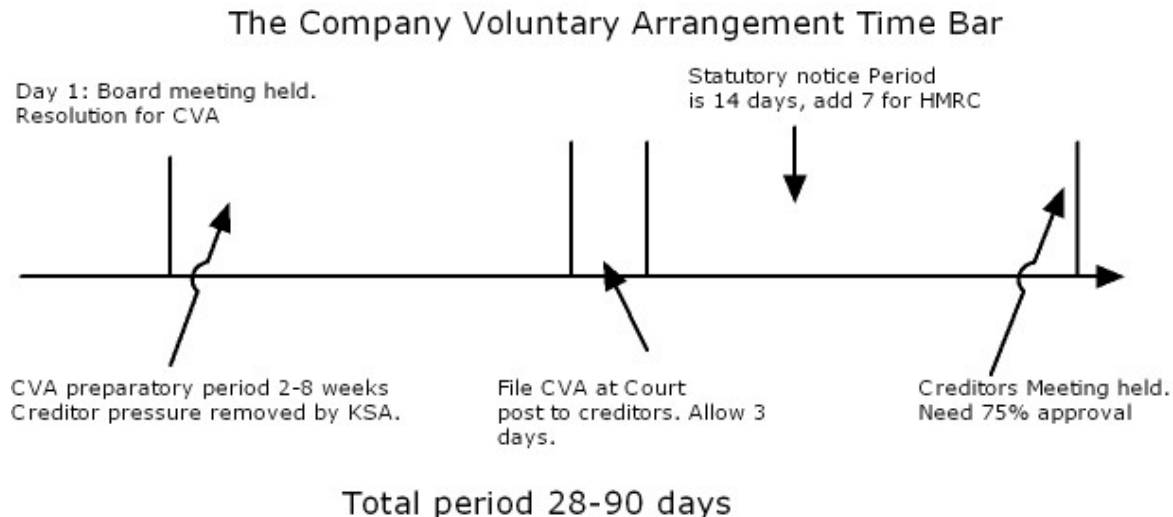 The Company Voluntary Arrangement Time Bar
Day 1: Board meeting held.
Resolution for CVA
Statutory notice Period
is 14 days, add 7 for HMRC
CVA preparatory period 2-8 weeks
Creditor pressure removed by KSA.
File CVA at Court
post to creditors. Allow 3
days.
Creditors Meeting held.
Need 75% approval
Total period 28-90 days